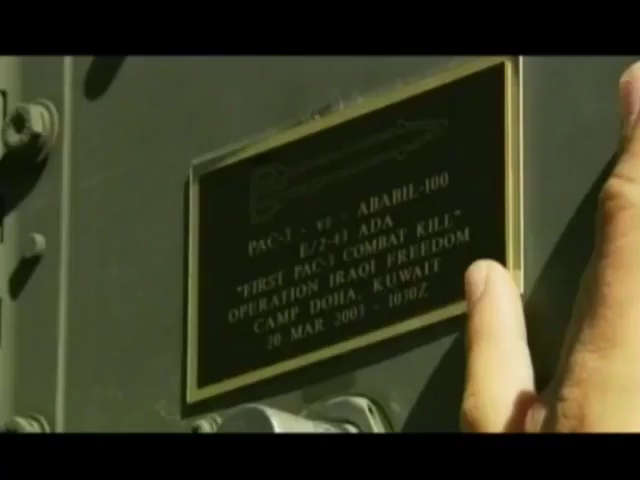 PAC-3 - vs - ABABIL-100
E/2-43 ADA
"FIRST PAC-3 COMBAT KILL"
OPERATION IRAQI FREEDOM
CAMP DOHA, KUWAIT
20 MAR 2003 - 1030Z